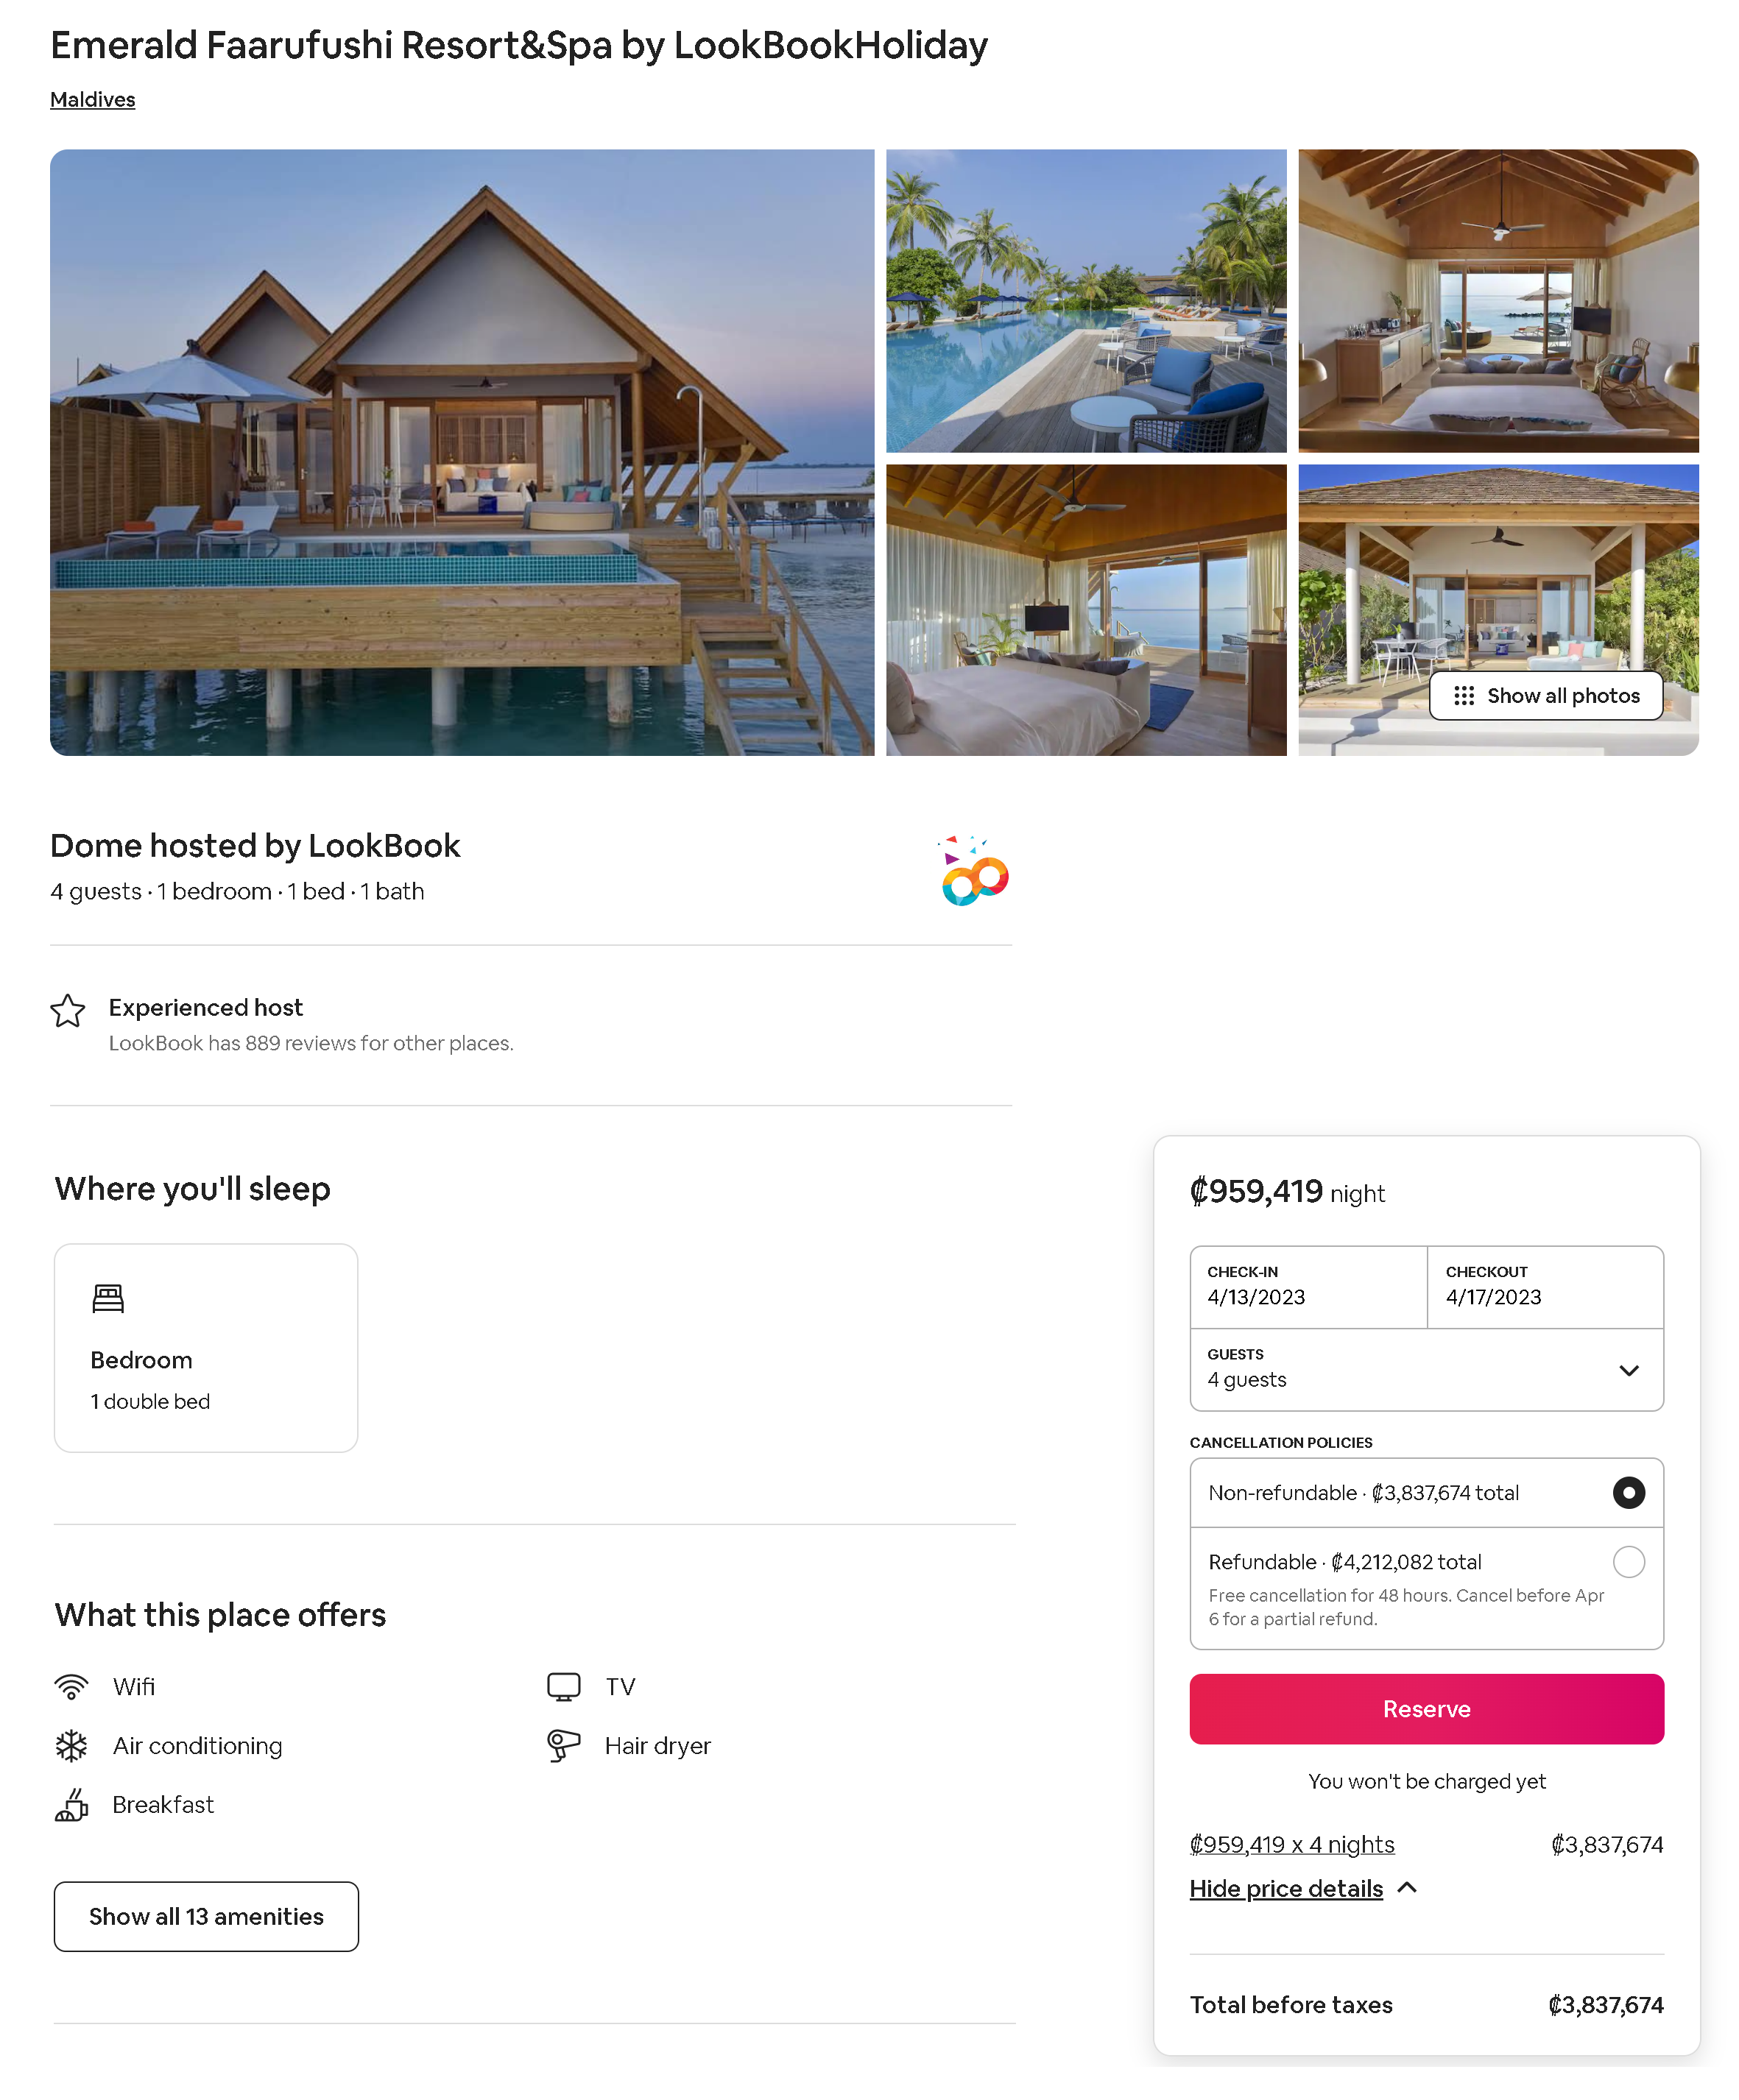 Emerald Faarufushi Resort&Spa by LookBookHoliday
Maldives
Show all photos
Dome hosted by LookBook
4 guests · 1 bedroom · 1 bed · 1 bath
Experienced host
LookBook has 889 reviews for other places.
Where you'll sleep
Bedroom
1 double bed
What this place offers
Wifi
TV
Air conditioning
Hair dryer
Breakfast
Show all 13 amenities
₡959,419 night
CHECK-IN
4/13/2023
CHECKOUT
4/17/2023
GUESTS
4 guests
CANCELLATION POLICIES
Non-refundable · ₡3,837,674 total
Refundable · ₡4,212,082 total
Free cancellation for 48 hours. Cancel before Apr
6 for a partial refund.
Reserve
You won't be charged yet
₡959,419 x 4 nights
₡3,837,674
Hide price details
Total before taxes
₡3,837,674